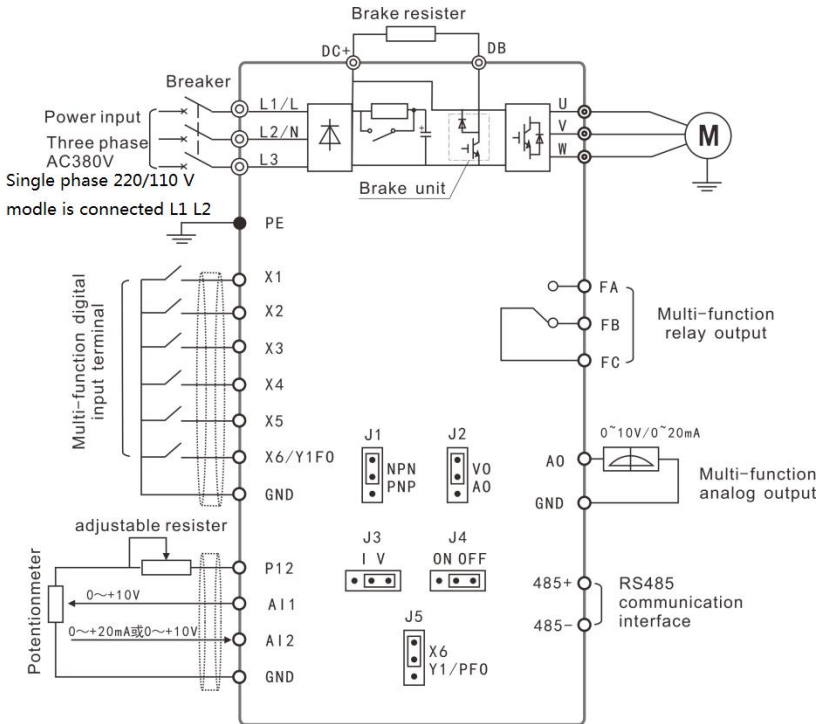 Brake resister
DC+
DB
Breaker
L1/L
L2/N
L3
Power input
Three phase
AC380V
Single phase 220/110 V
modle is connected L1 L2
U
V
W
M
Brake unit
PE
Multi-function digital
input terminal
X1
X2
X3
X4
X5
X6/Y1F0
GND
FA
FB
FC
Multi-function
relay output
J1
NPN
PNP
J2
VO
AO
0~10V/0~20mA
AO
GND
Multi-function
analog output
J3
I V
J4
ON OFF
adjustable resister
Potentionmeter
P12
0～+10V
AI1
0～+20mA或0～+10V
AI2
GND
485+
485-
RS485
communication
interface
J5
X6
Y1/PF0